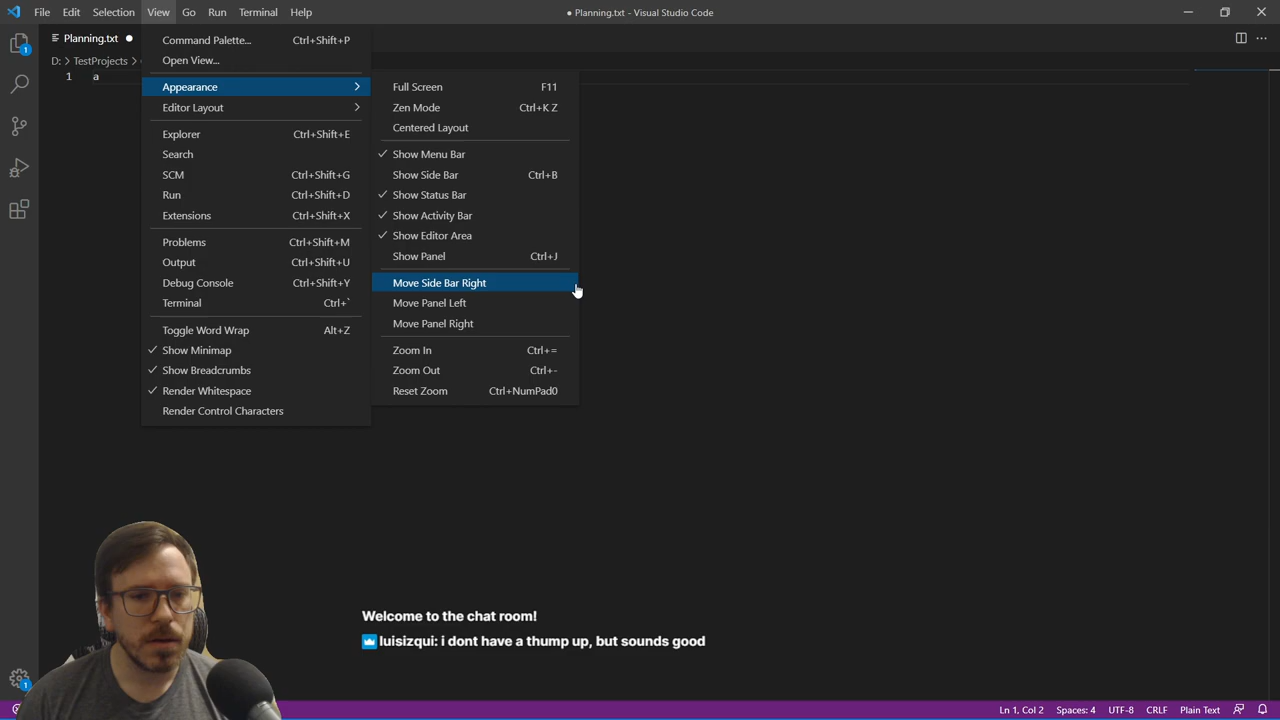 File Edit Selection View Go Run Terminal Help
● Planning.txt - Visual Studio Code
Planning.txt ●
D: > TestProjects >
1 a
Command Palette... Ctrl+Shift+P
Open View...
Appearance
Editor Layout
Explorer Ctrl+Shift+E
Search
SCM Ctrl+Shift+G
Run Ctrl+Shift+D
Extensions Ctrl+Shift+X
Problems Ctrl+Shift+M
Output Ctrl+Shift+U
Debug Console Ctrl+Shift+Y
Terminal Ctrl+`
Toggle Word Wrap Alt+Z
Show Minimap
Show Breadcrumbs
Render Whitespace
Render Control Characters
Full Screen F11
Zen Mode Ctrl+K Z
Centered Layout
Show Menu Bar
Show Side Bar Ctrl+B
Show Status Bar
Show Activity Bar
Show Editor Area
Show Panel Ctrl+J
Move Side Bar Right
Move Panel Left
Move Panel Right
Zoom In Ctrl+=
Zoom Out Ctrl+-
Reset Zoom Ctrl+NumPad0
1
1
Welcome to the chat room!
luisizqui: i dont have a thump up, but sounds good
Ln 1, Col 2 Spaces: 4 UTF-8 CRLF Plain Text